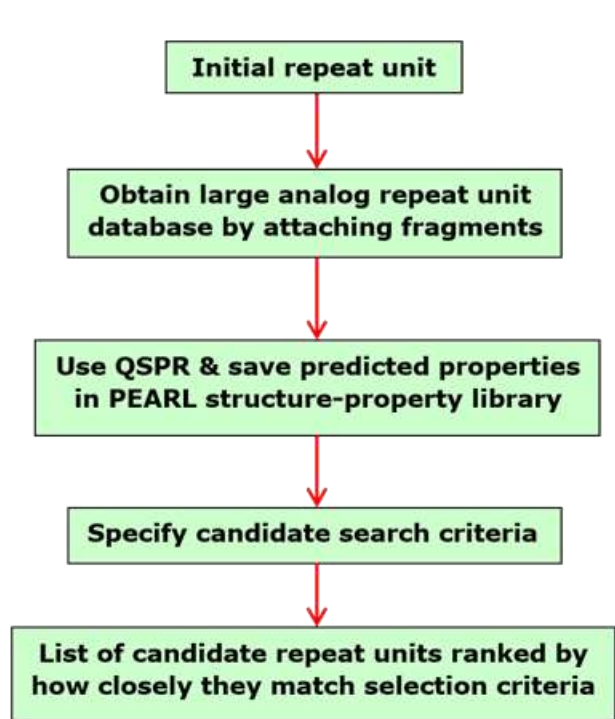 Initial repeat unit
Obtain large analog repeat unit
database by attaching fragments
Use QSPR & save predicted properties
in PEARL structure-property library
Specify candidate search criteria
List of candidate repeat units ranked by
how closely they match selection criteria